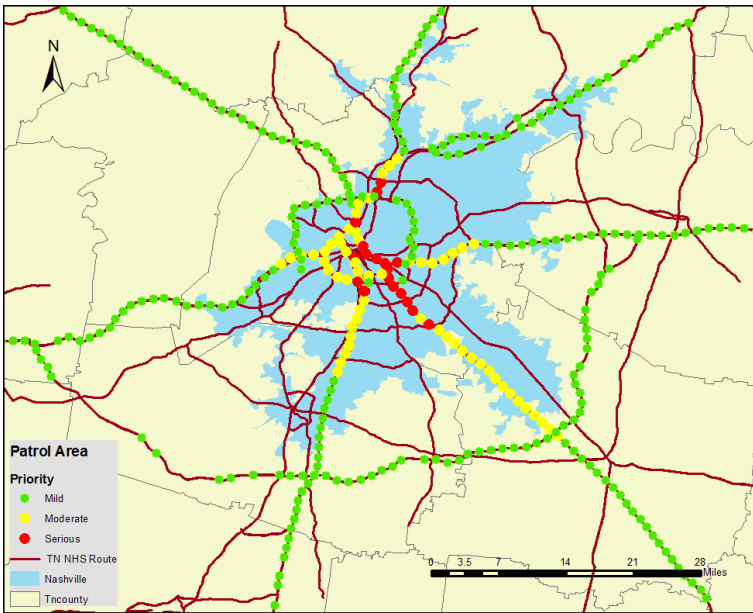 N
Patrol Area
Priority
Mild
Moderate
Serious
TN NHS Route
Nashville
Tncounty
0 3.5 7 14 21 28
Miles